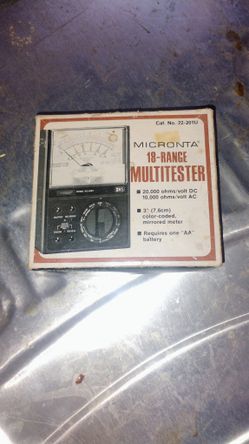 Cat. No. 22-201U
MICRONTA®
18-RANGE
MULTITESTER
20,000 ohms/volt DC
10,000 ohms/volt AC
3" (7.6cm)
color-coded,
mirrored meter
Requires one "AA"
battery